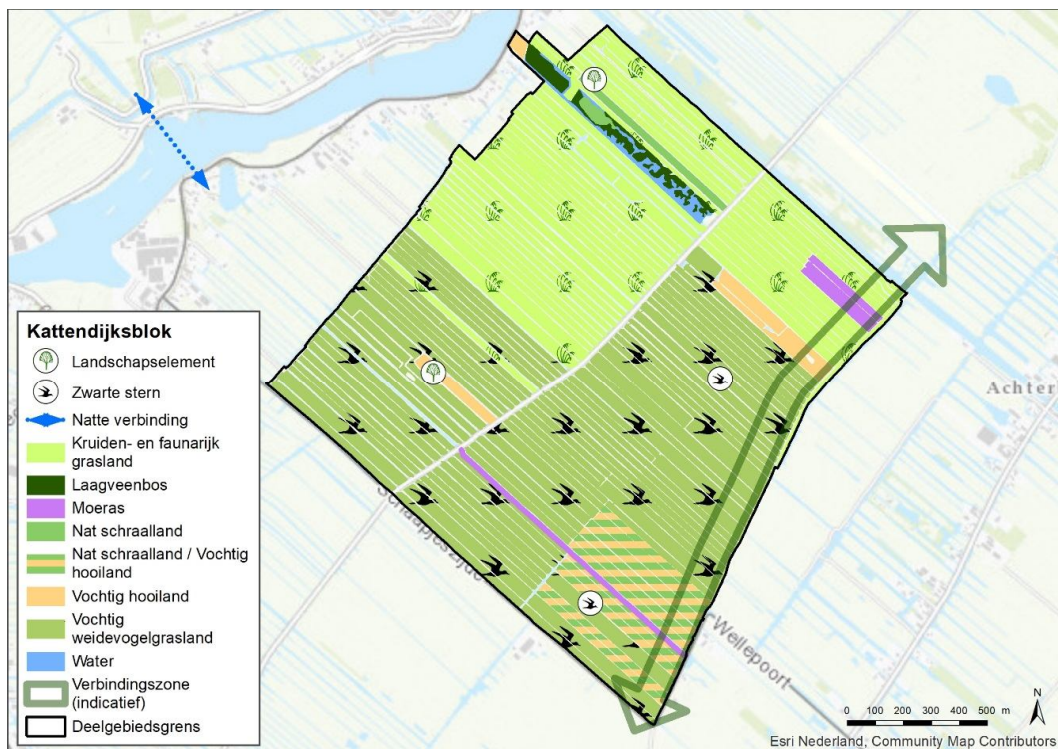 Kattendijksblok
Landschapselement
Zwarte stern
Natte verbinding
Kruiden- en faunarijk
grasland
Laagveenbos
Moeras
Nat schraalland
Nat schraalland / Vochtig
hooiland
Vochtig hooiland
Vochtig
weidevogelgrasland
Water
Verbindingszone
(indicatief)
Deelgebiedsgrens
Achter
Wellepoort
N
0 100 200 300 400 500 m
Esri Nederland, Community Map Contributors